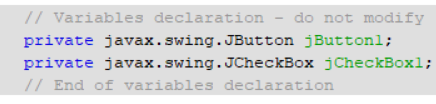 // Variables declaration - do not modify
private javax.swing.JButton jButton1;
private javax.swing.JCheckBox jCheckBox1;
// End of variables declaration